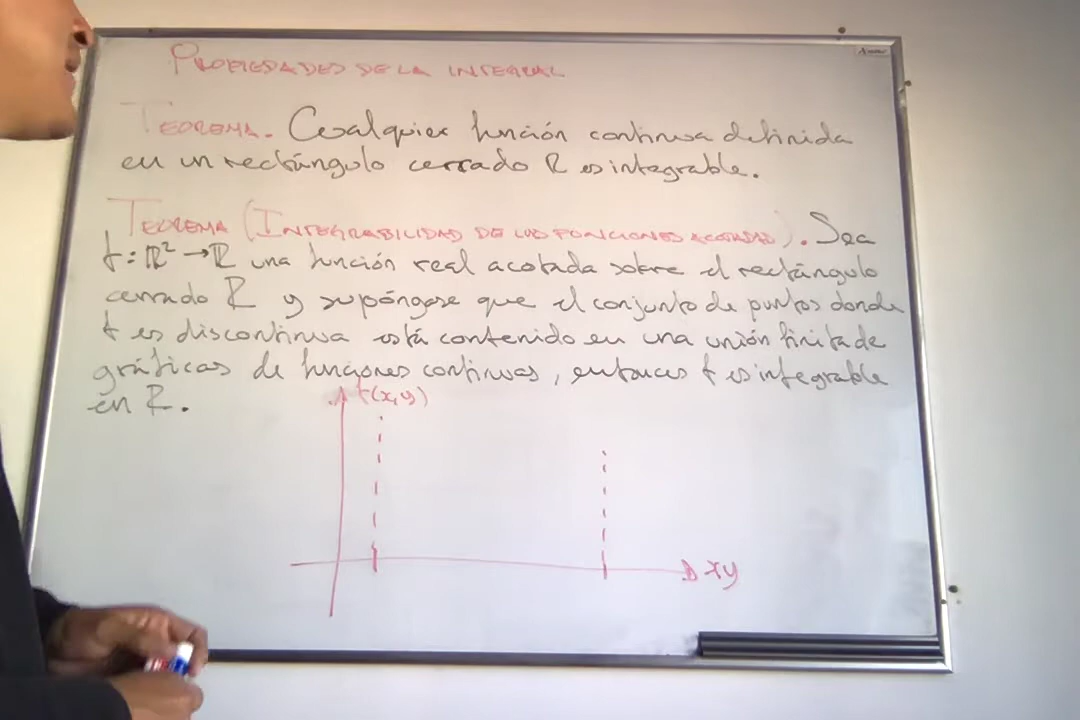 PROPIEDADES DE LA INTEGRAL
TEOREMA. Cualquier función continua definida
en un rectángulo cerrado R es integrable.
TEOREMA (INTEGRABILIDAD DE LAS FUNCIONES ACOTADAS). Sea
f: ℝ² → ℝ una función real acotada sobre el rectángulo
cerrado R y supóngase que el conjunto de puntos donde
f es discontinua está contenido en una unión finita de
gráficas de funciones continuas, entonces f es integrable
en R.
f(x,y)
xy